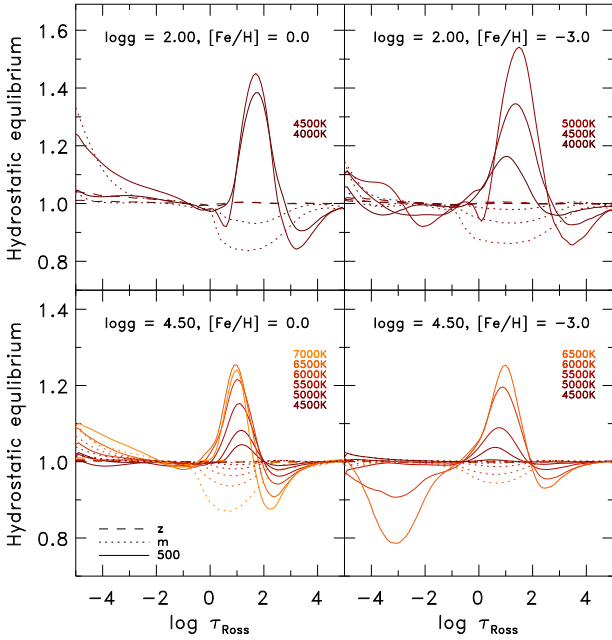 logg = 2.00, [Fe/H] = 0.0
logg = 2.00, [Fe/H] = −3.0
1.6
1.4
1.2
1.0
0.8
Hydrostatic equlibrium
4500K
4000K
5000K
4500K
4000K
logg = 4.50, [Fe/H] = 0.0
logg = 4.50, [Fe/H] = −3.0
1.4
1.2
1.0
0.8
Hydrostatic equlibrium
7000K
6500K
6000K
5500K
5000K
4500K
6500K
6000K
5500K
5000K
4500K
z
m
500
−4 −2 0 2 4
−4 −2 0 2 4
log τRoss
log τRoss